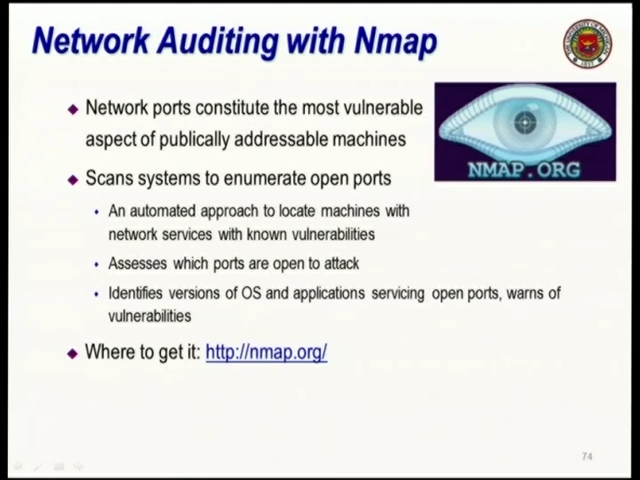 Network Auditing with Nmap
Network ports constitute the most vulnerable
aspect of publically addressable machines
NMAP.ORG
Scans systems to enumerate open ports
An automated approach to locate machines with
network services with known vulnerabilities
Assesses which ports are open to attack
Identifies versions of OS and applications servicing open ports, warns of
vulnerabilities
Where to get it: http://nmap.org/
74